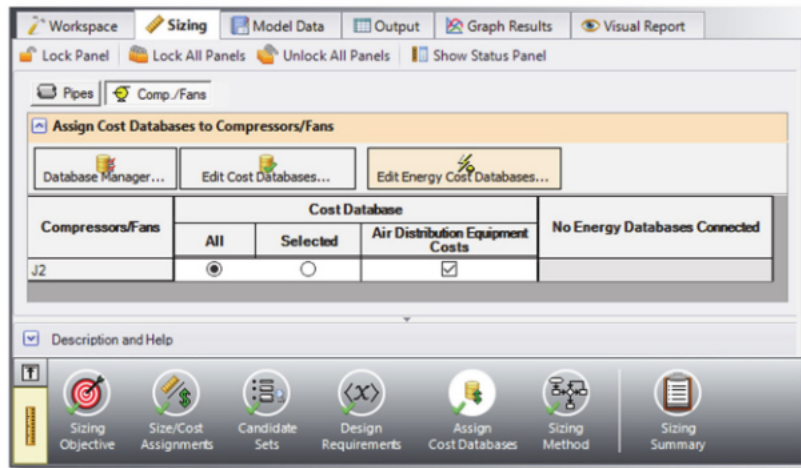 Workspace Sizing Model Data Output Graph Results Visual Report
Lock Panel Lock All Panels Unlock All Panels Show Status Panel
Pipes Comp./Fans
Assign Cost Databases to Compressors/Fans
Database Manager... Edit Cost Databases... Edit Energy Cost Databases...
Compressors/Fans
Cost Database
All Selected Air Distribution Equipment
Costs
No Energy Databases Connected
J2
Description and Help
Sizing
Objective
Size/Cost
Assignments
Candidate
Sets
Design
Requirements
Assign
Cost Databases
Sizing
Method
Sizing
Summary